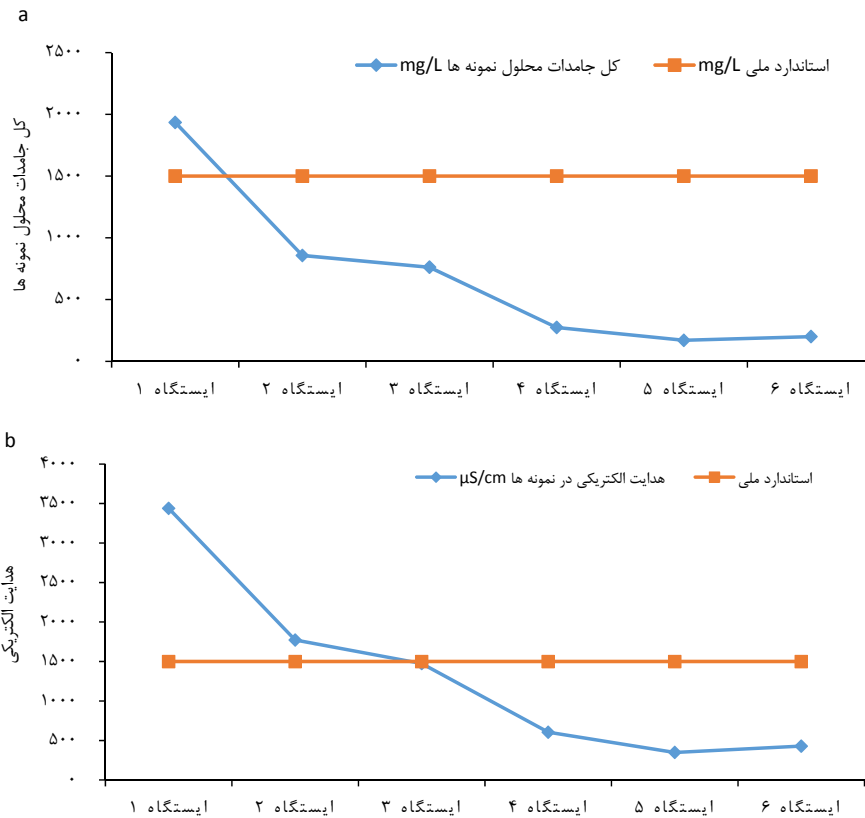 a
کل جامدات محلول نمونه ها mg/L
استاندارد ملی mg/L
کل جامدات محلول نمونه ها
۲۵۰۰
۲۰۰۰
۱۵۰۰
۱۰۰۰
۵۰۰
۰
ایستگاه ۱ ایستگاه ۲ ایستگاه ۳ ایستگاه ۴ ایستگاه ۵ ایستگاه ۶
b
هدایت الکتریکی در نمونه ها µS/cm
استاندارد ملی
هدایت الکتریکی
۴۰۰۰
۳۵۰۰
۳۰۰۰
۲۵۰۰
۲۰۰۰
۱۵۰۰
۱۰۰۰
۵۰۰
۰
ایستگاه ۱ ایستگاه ۲ ایستگاه ۳ ایستگاه ۴ ایستگاه ۵ ایستگاه ۶